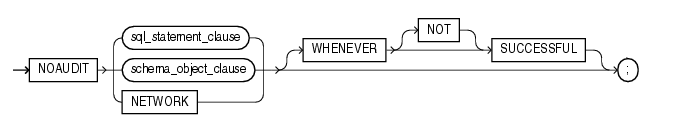 NOT
sql_statement_clause
WHENEVER
SUCCESSFUL
NOAUDIT
schema_object_clause
;
NETWORK